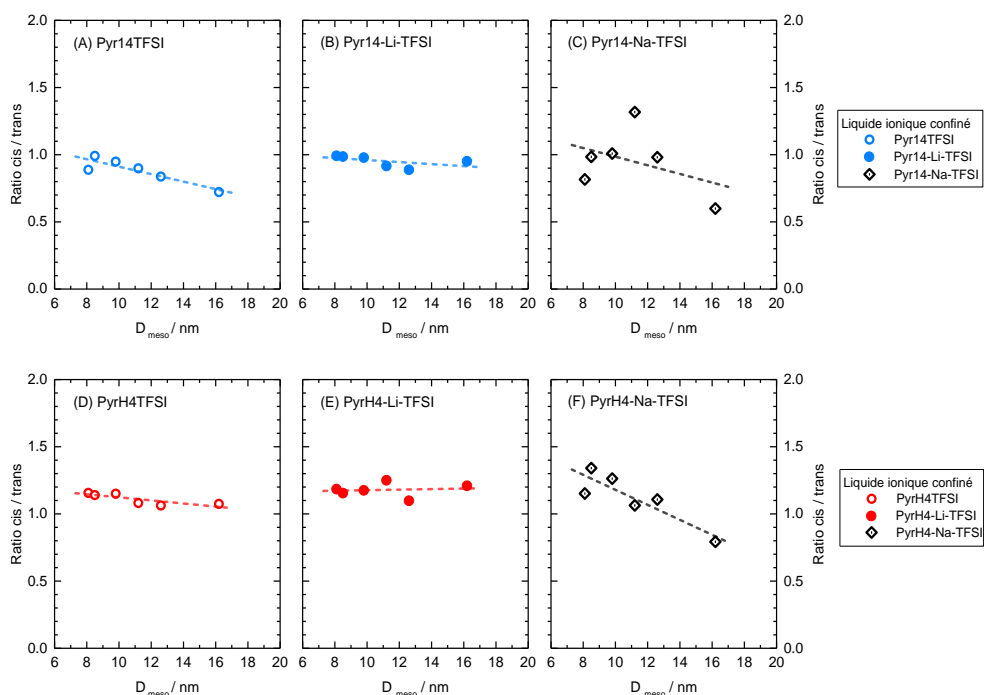 (A) Pyr14TFSI
(B) Pyr14-Li-TFSI
(C) Pyr14-Na-TFSI
2.0
1.5
1.0
0.5
0.0
Ratio cis / trans
6 8 10 12 14 16 18 20
D meso / nm
6 8 10 12 14 16 18 20
D meso / nm
6 8 10 12 14 16 18 20
D meso / nm
2.0
1.5
1.0
0.5
0.0
Ratio cis / trans
Liquide ionique confiné
Pyr14TFSI
Pyr14-Li-TFSI
Pyr14-Na-TFSI
(D) PyrH4TFSI
(E) PyrH4-Li-TFSI
(F) PyrH4-Na-TFSI
2.0
1.5
1.0
0.5
0.0
Ratio cis / trans
6 8 10 12 14 16 18 20
D meso / nm
6 8 10 12 14 16 18 20
D meso / nm
6 8 10 12 14 16 18 20
D meso / nm
2.0
1.5
1.0
0.5
0.0
Ratio cis / trans
Liquide ionique confiné
PyrH4TFSI
PyrH4-Li-TFSI
PyrH4-Na-TFSI